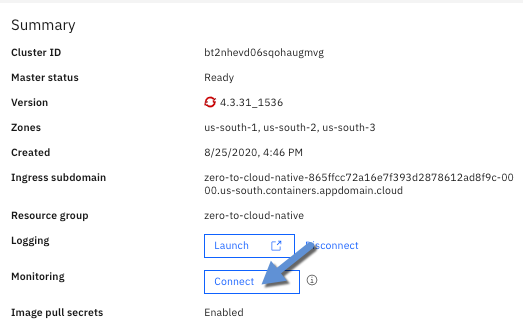 Summary
Cluster ID bt2nhevd06sqohaugmvg
Master status Ready
Version 4.3.31_1536
Zones us-south-1, us-south-2, us-south-3
Created 8/25/2020, 4:46 PM
Ingress subdomain zero-to-cloud-native-865ffcc72a16e7f393d2878612ad8f9c-00
00.us-south.containers.appdomain.cloud
Resource group zero-to-cloud-native
Logging Launch
Monitoring Connect
Image pull secrets Enabled